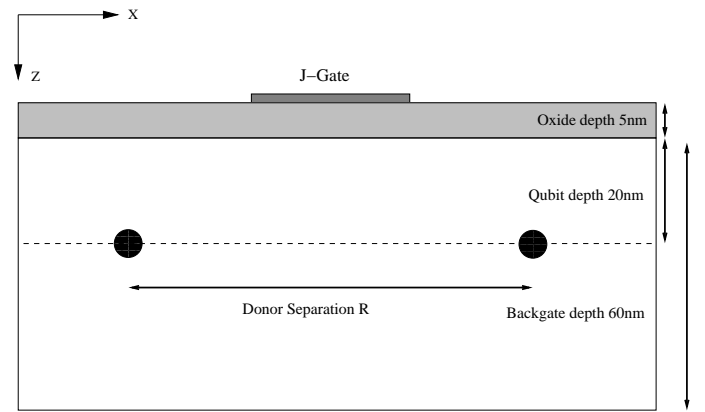 X
Z
J−Gate
Oxide depth 5nm
Qubit depth 20nm
Donor Separation R
Backgate depth 60nm